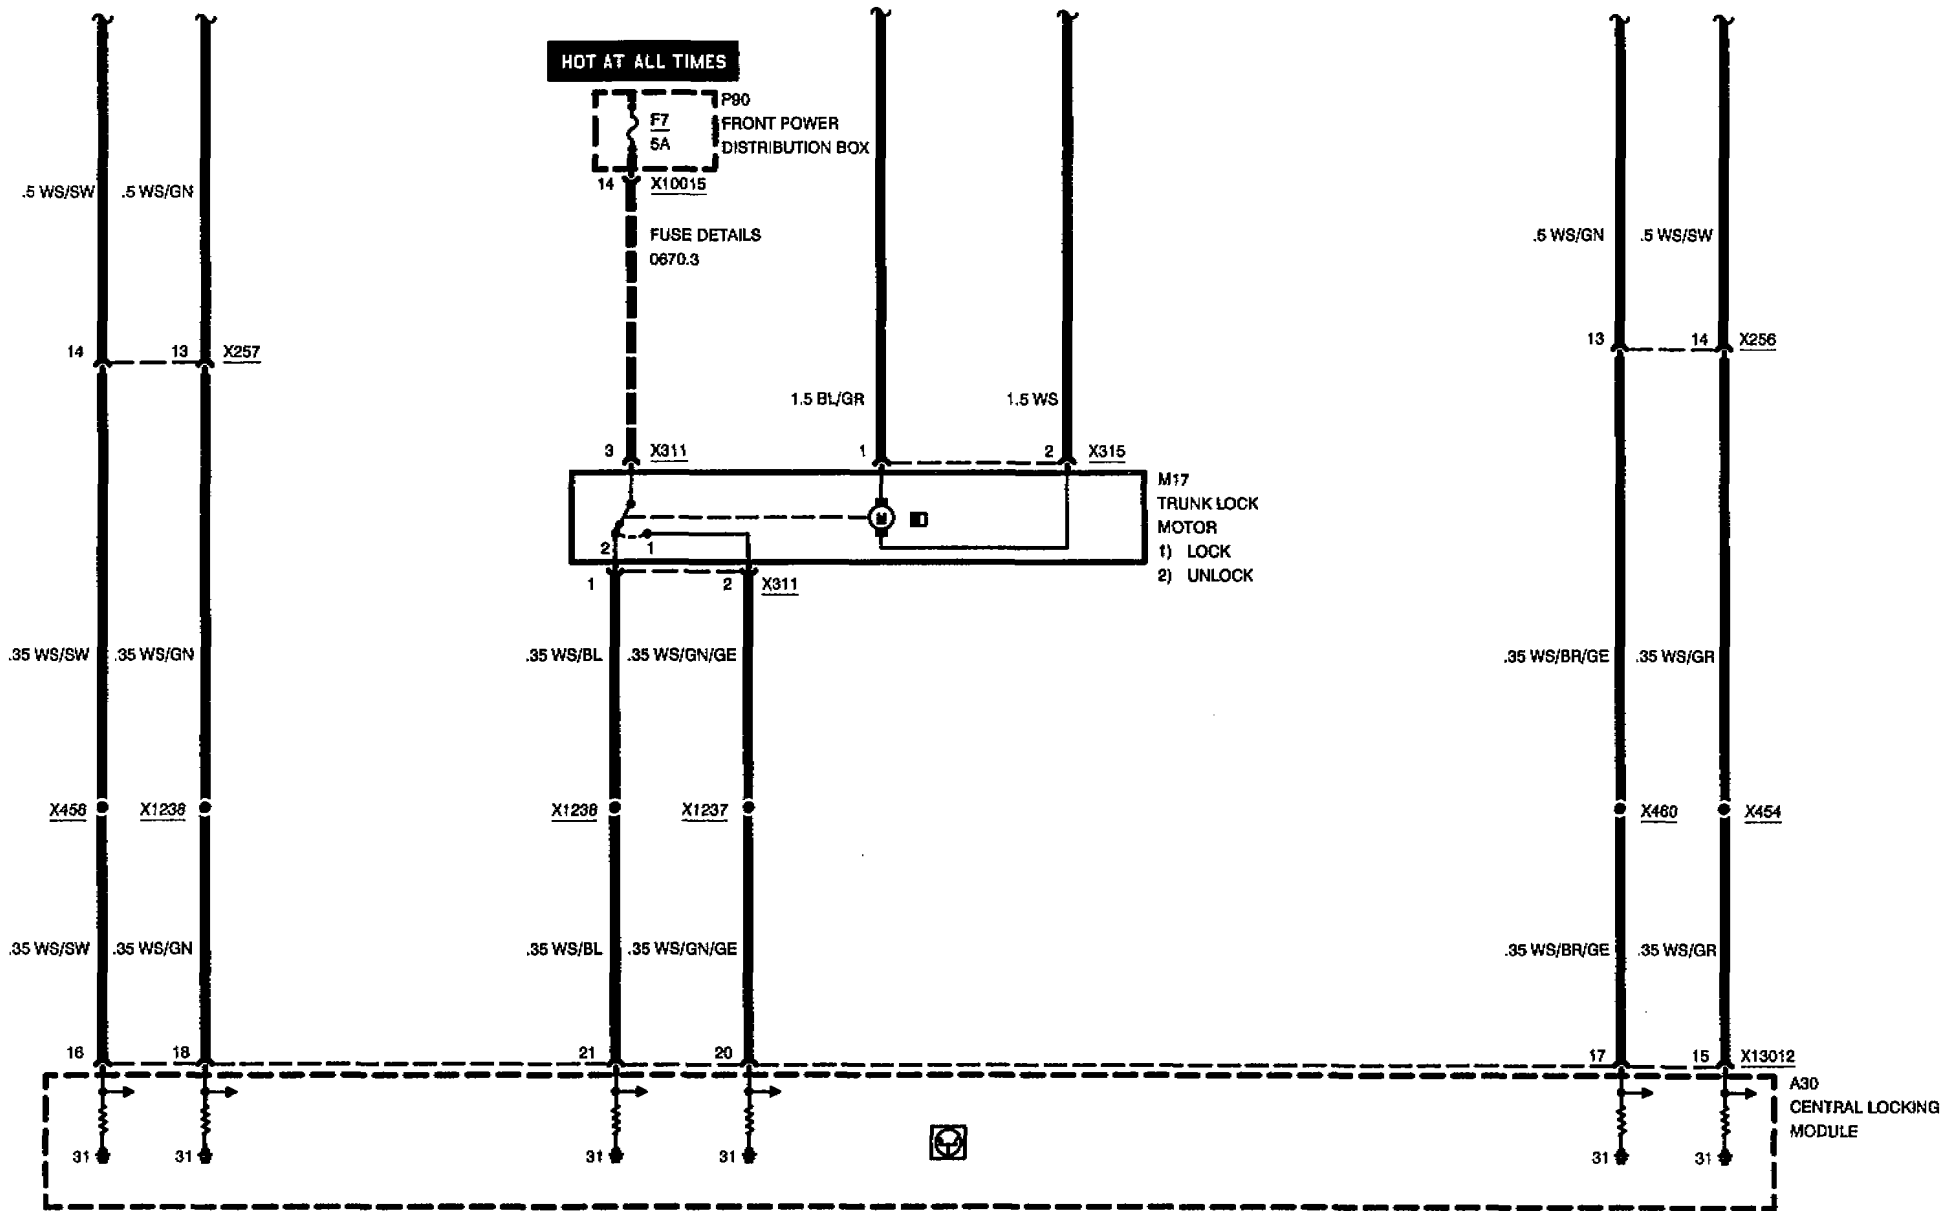 HOT AT ALL TIMES
P90
F7
FRONT POWER
5A
DISTRIBUTION BOX
14 X10015
.5 WS/SW .5 WS/GN
FUSE DETAILS
.5 WS/GN .5 WS/SW
0670.3
13 14 X256
14 13 X257
1.5 BL/GR 1.5 WS
3 X311 1 2 X315
M17
TRUNK LOCK
M
MOTOR
2 1
1) LOCK
2) UNLOCK
1 2 X311
.35 WS/SW .35 WS/GN .35 WS/BL .35 WS/GN/GE .35 WS/BR/GE .35 WS/GR
X458 X1238 X1238 X1237 X460 X454
.35 WS/SW .35 WS/GN .35 WS/BL .35 WS/GN/GE .35 WS/BR/GE .35 WS/GR
16 18 21 20 17 15 X13012
A30
CENTRAL LOCKING
MODULE
31 31 31 31 31 31